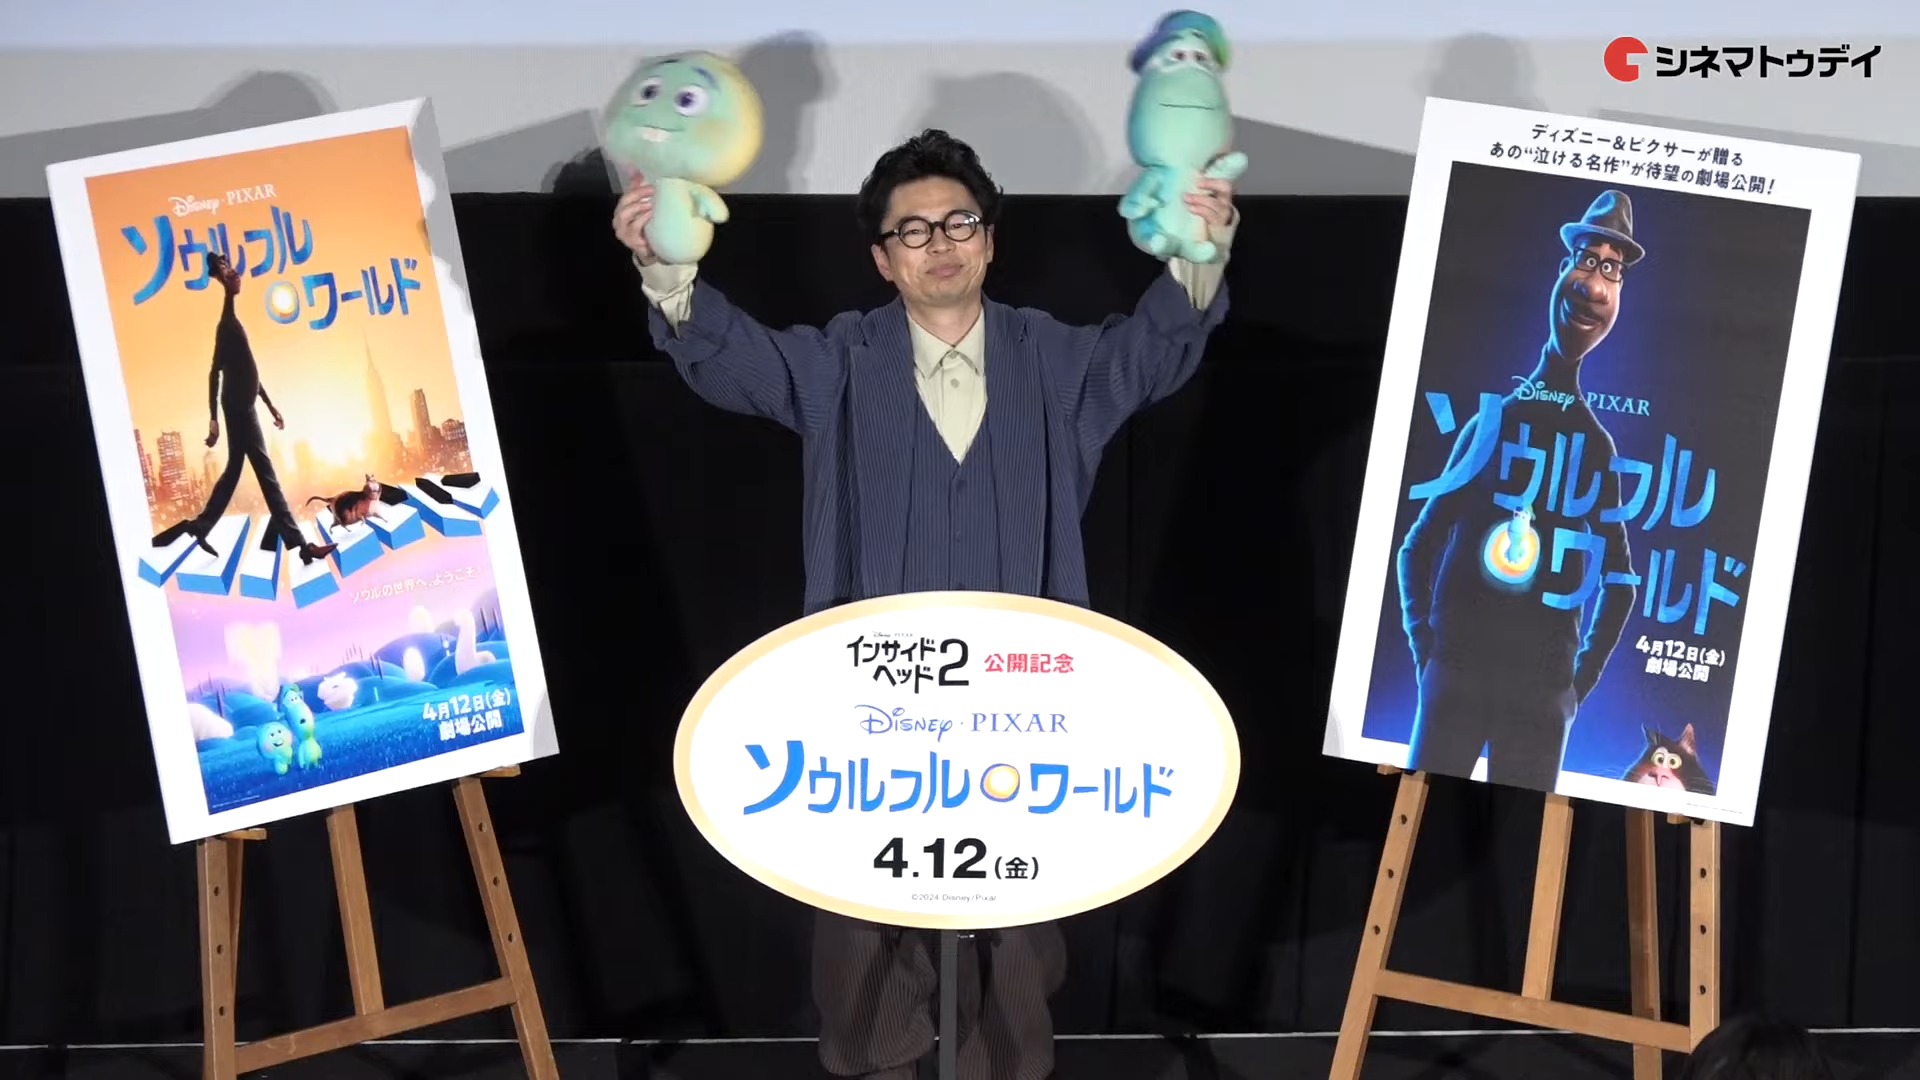 シネマトゥデイ
Disney・PIXAR
ソウルフル
ワールド
ソウルの世界へ、ようこそ。
4月12日(金)
劇場公開
ディズニー&ピクサーが贈る
あの“泣ける名作”が待望の劇場公開!
Disney・PIXAR
ソウルフル
ワールド
4月12日(金)
劇場公開
Disney・PIXAR
インサイド
ヘッド2 公開記念
Disney・PIXAR
ソウルフル ワールド
4.12(金)
©2024 Disney/Pixar